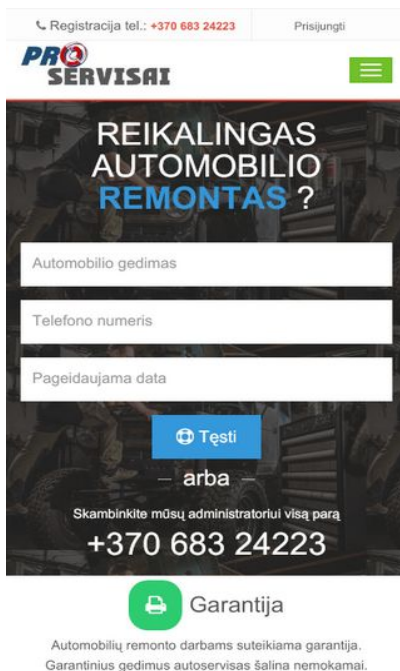 Registracija tel.: +370 683 24223 Prisijungti
PRO
SERVISAI
REIKALINGAS
AUTOMOBILIO
REMONTAS ?
Automobilio gedimas
Telefono numeris
Pageidaujama data
Tęsti
– arba –
Skambinkite mūsų administratoriui visą parą
+370 683 24223
Garantija
Automobilių remonto darbams suteikiama garantija.
Garantinius gedimus autoservisas šalina nemokamai.